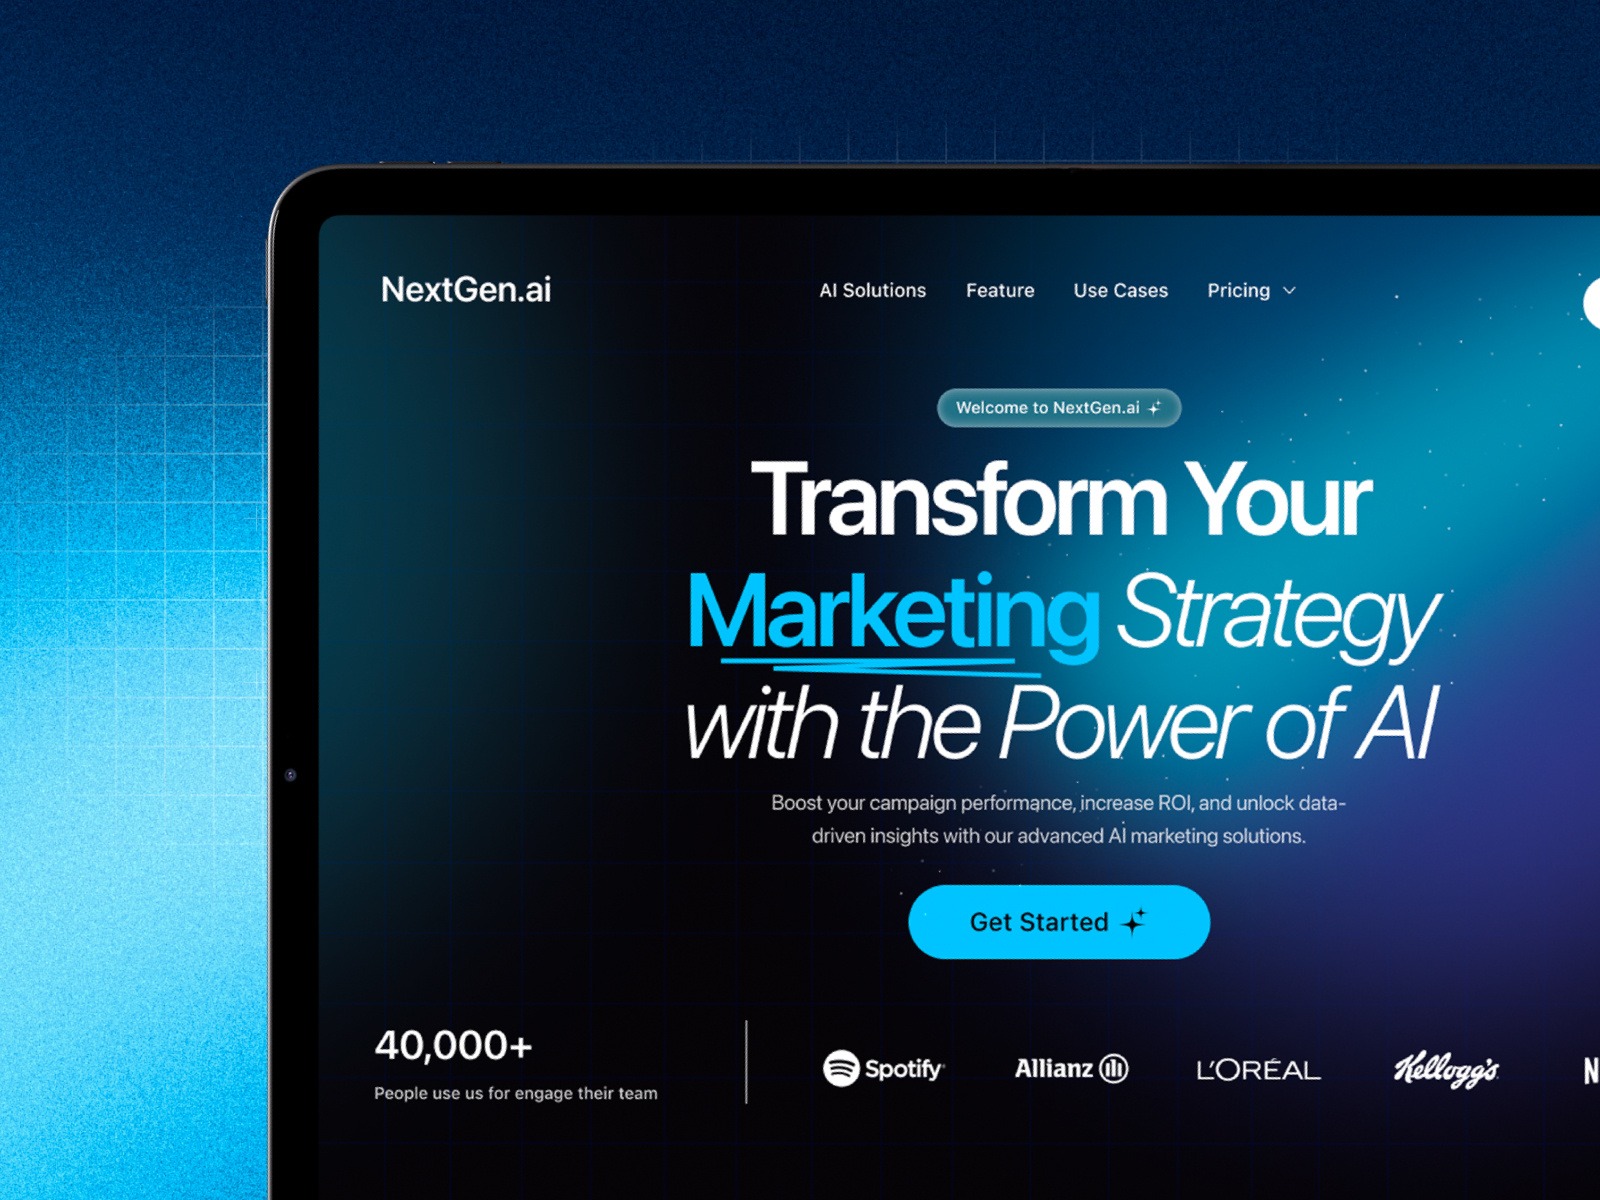 NextGen.ai
AI Solutions Feature Use Cases Pricing
Welcome to NextGen.ai
Transform Your
Marketing Strategy
with the Power of AI
Boost your campaign performance, increase ROI, and unlock data-
driven insights with our advanced AI marketing solutions.
Get Started
40,000+
People use us for engage their team
Spotify Allianz L'ORÉAL Kellogg's